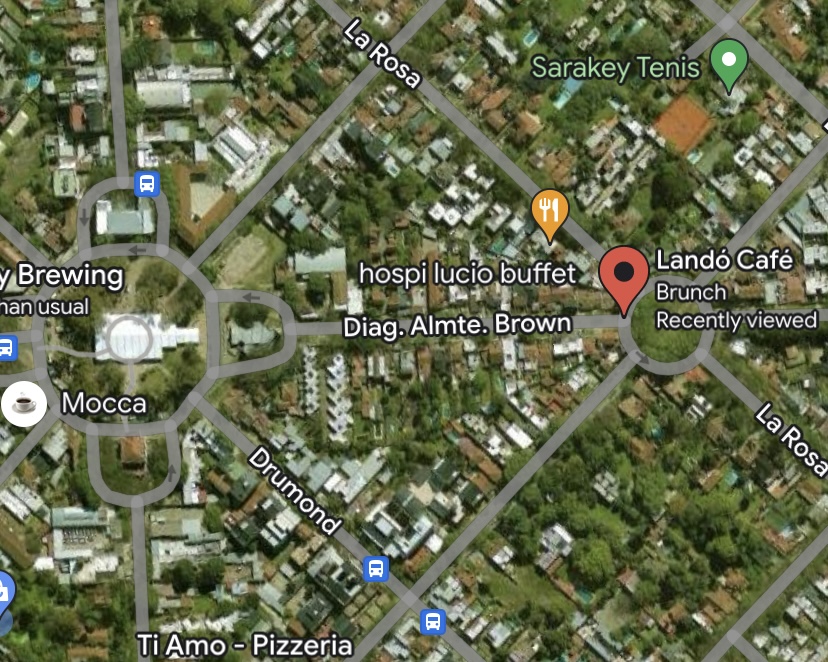 La Rosa
Sarakey Tenis
y Brewing
han usual
hospi lucio buffet
Landó Café
Brunch
Recently viewed
Diag. Almte. Brown
Mocca
La Rosa
Drumond
Ti Amo - Pizzeria